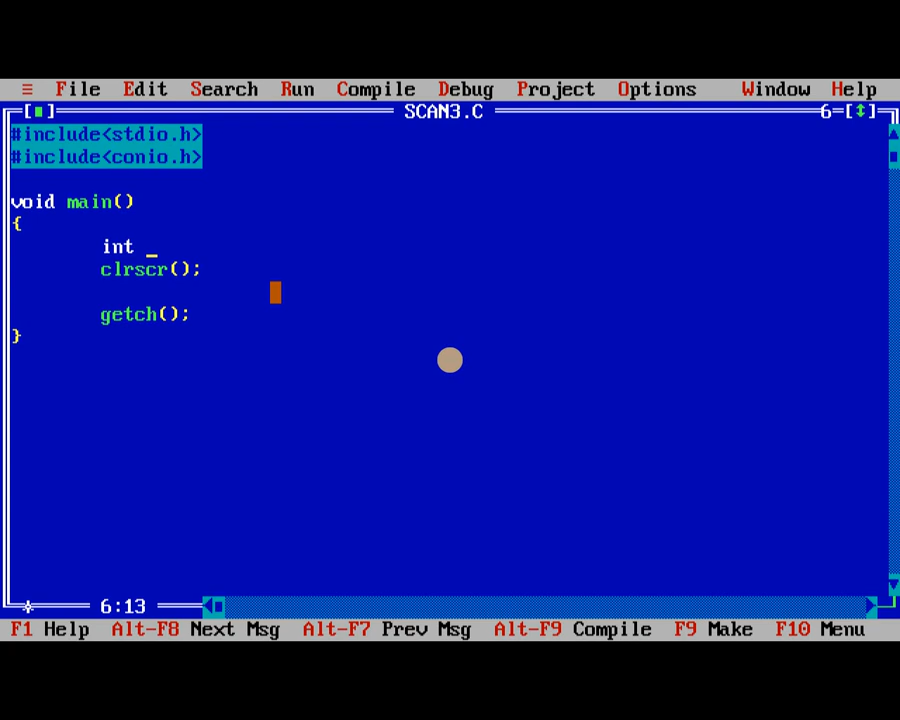 ≡ File Edit Search Run Compile Debug Project Options Window Help
[■] SCAN3.C 6=[↕]
#include<stdio.h>
#include<conio.h>
void main()
{
int _
clrscr();
getch();
}
6:13
F1 Help Alt-F8 Next Msg Alt-F7 Prev Msg Alt-F9 Compile F9 Make F10 Menu